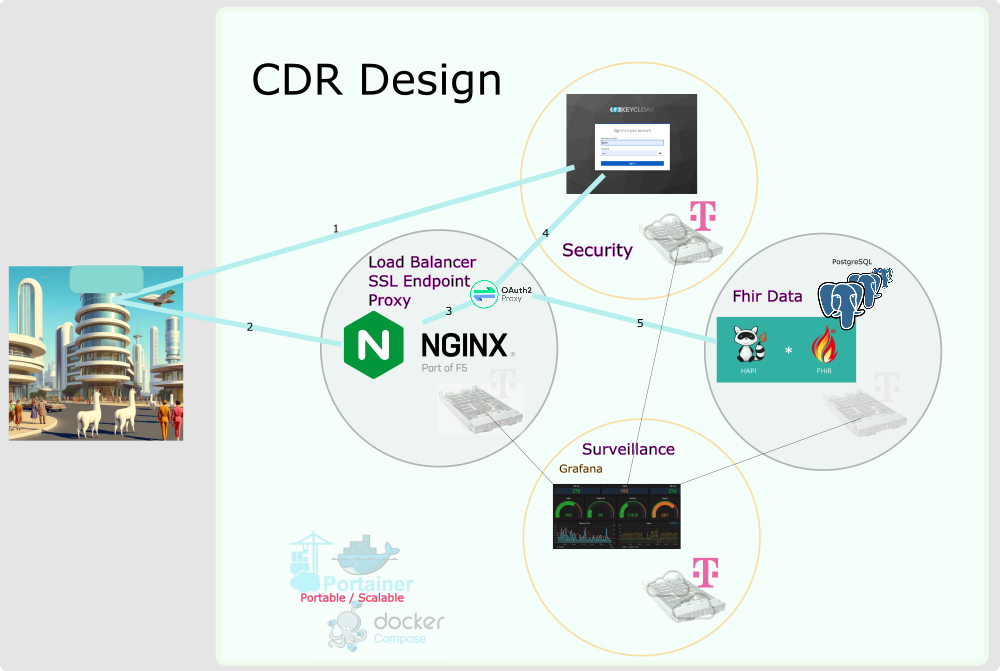 CDR Design
KEYCLOAK
Sign in to your account
1
4
Security
Load Balancer
SSL Endpoint
Proxy
OAuth2
Proxy
3
2
5
NGINX
Part of F5
PostgreSQL
Fhir Data
HAPI
*
FHIR
Surveillance
Grafana
Portainer
Portable / Scalable
docker
Compose